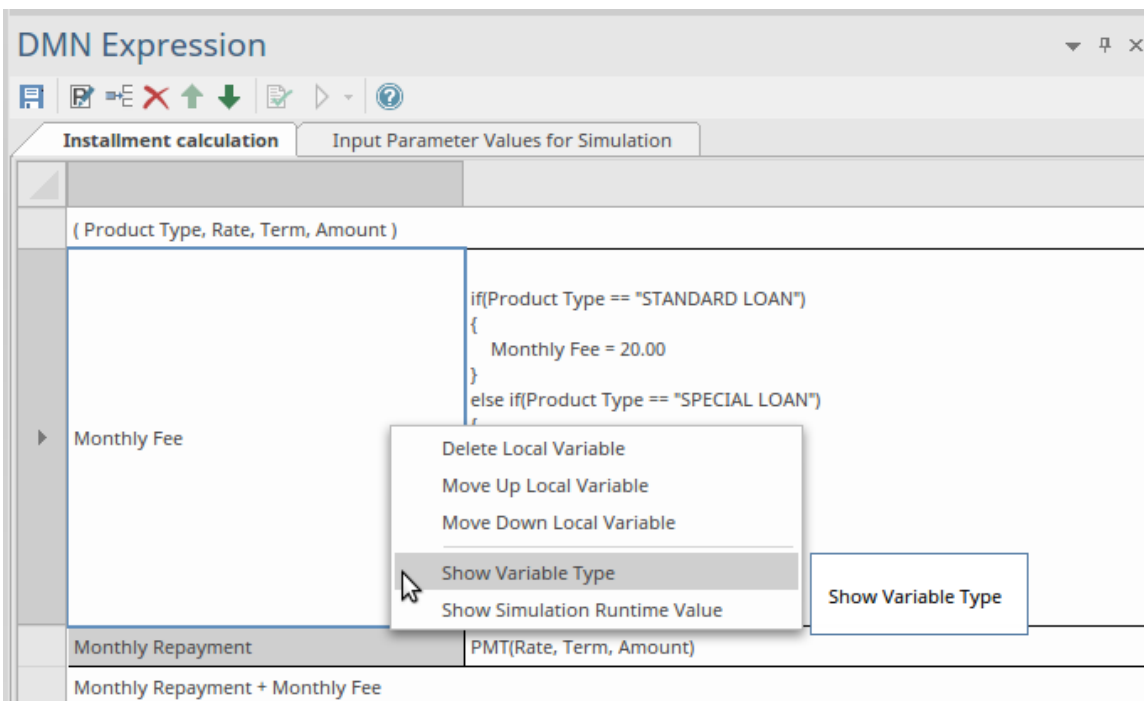 DMN Expression
Installment calculation
Input Parameter Values for Simulation
( Product Type, Rate, Term, Amount )
Monthly Fee
if(Product Type == "STANDARD LOAN")
{
Monthly Fee = 20.00
}
else if(Product Type == "SPECIAL LOAN")
{
Delete Local Variable
Move Up Local Variable
Move Down Local Variable
Show Variable Type
Show Simulation Runtime Value
Show Variable Type
Monthly Repayment
PMT(Rate, Term, Amount)
Monthly Repayment + Monthly Fee